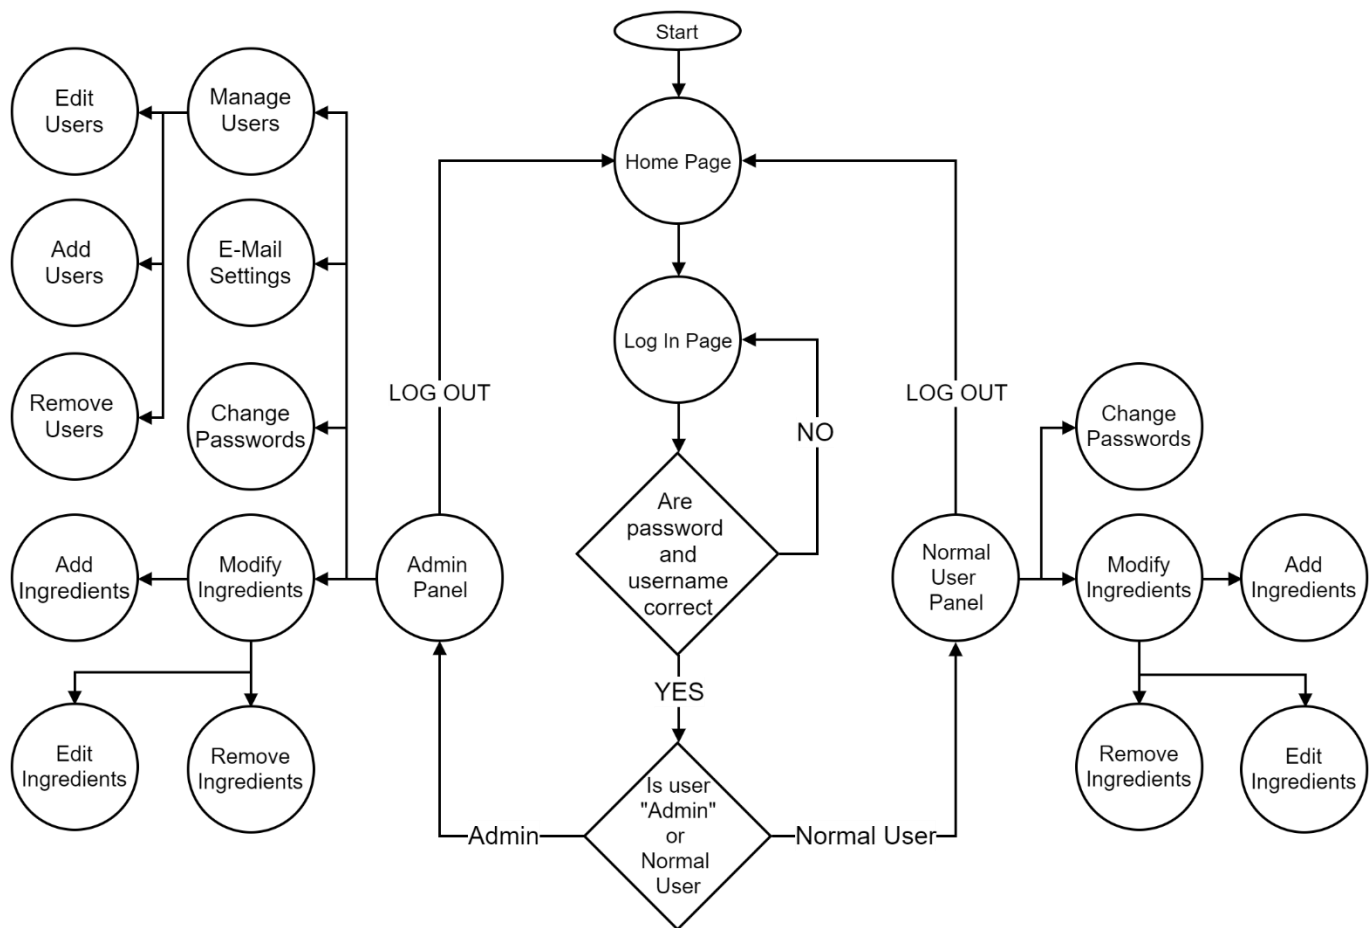 Start
Edit
Users
Manage
Users
Home Page
Add
Users
E-Mail
Settings
Log In Page
Remove
Users
Change
Passwords
LOG OUT
NO
LOG OUT
Change
Passwords
Are
password
and
username
correct
Add
Ingredients
Modify
Ingredients
Admin
Panel
Normal
User
Panel
Modify
Ingredients
Add
Ingredients
YES
Edit
Ingredients
Remove
Ingredients
Is user
"Admin"
or
Normal
User
Admin
Normal User
Remove
Ingredients
Edit
Ingredients